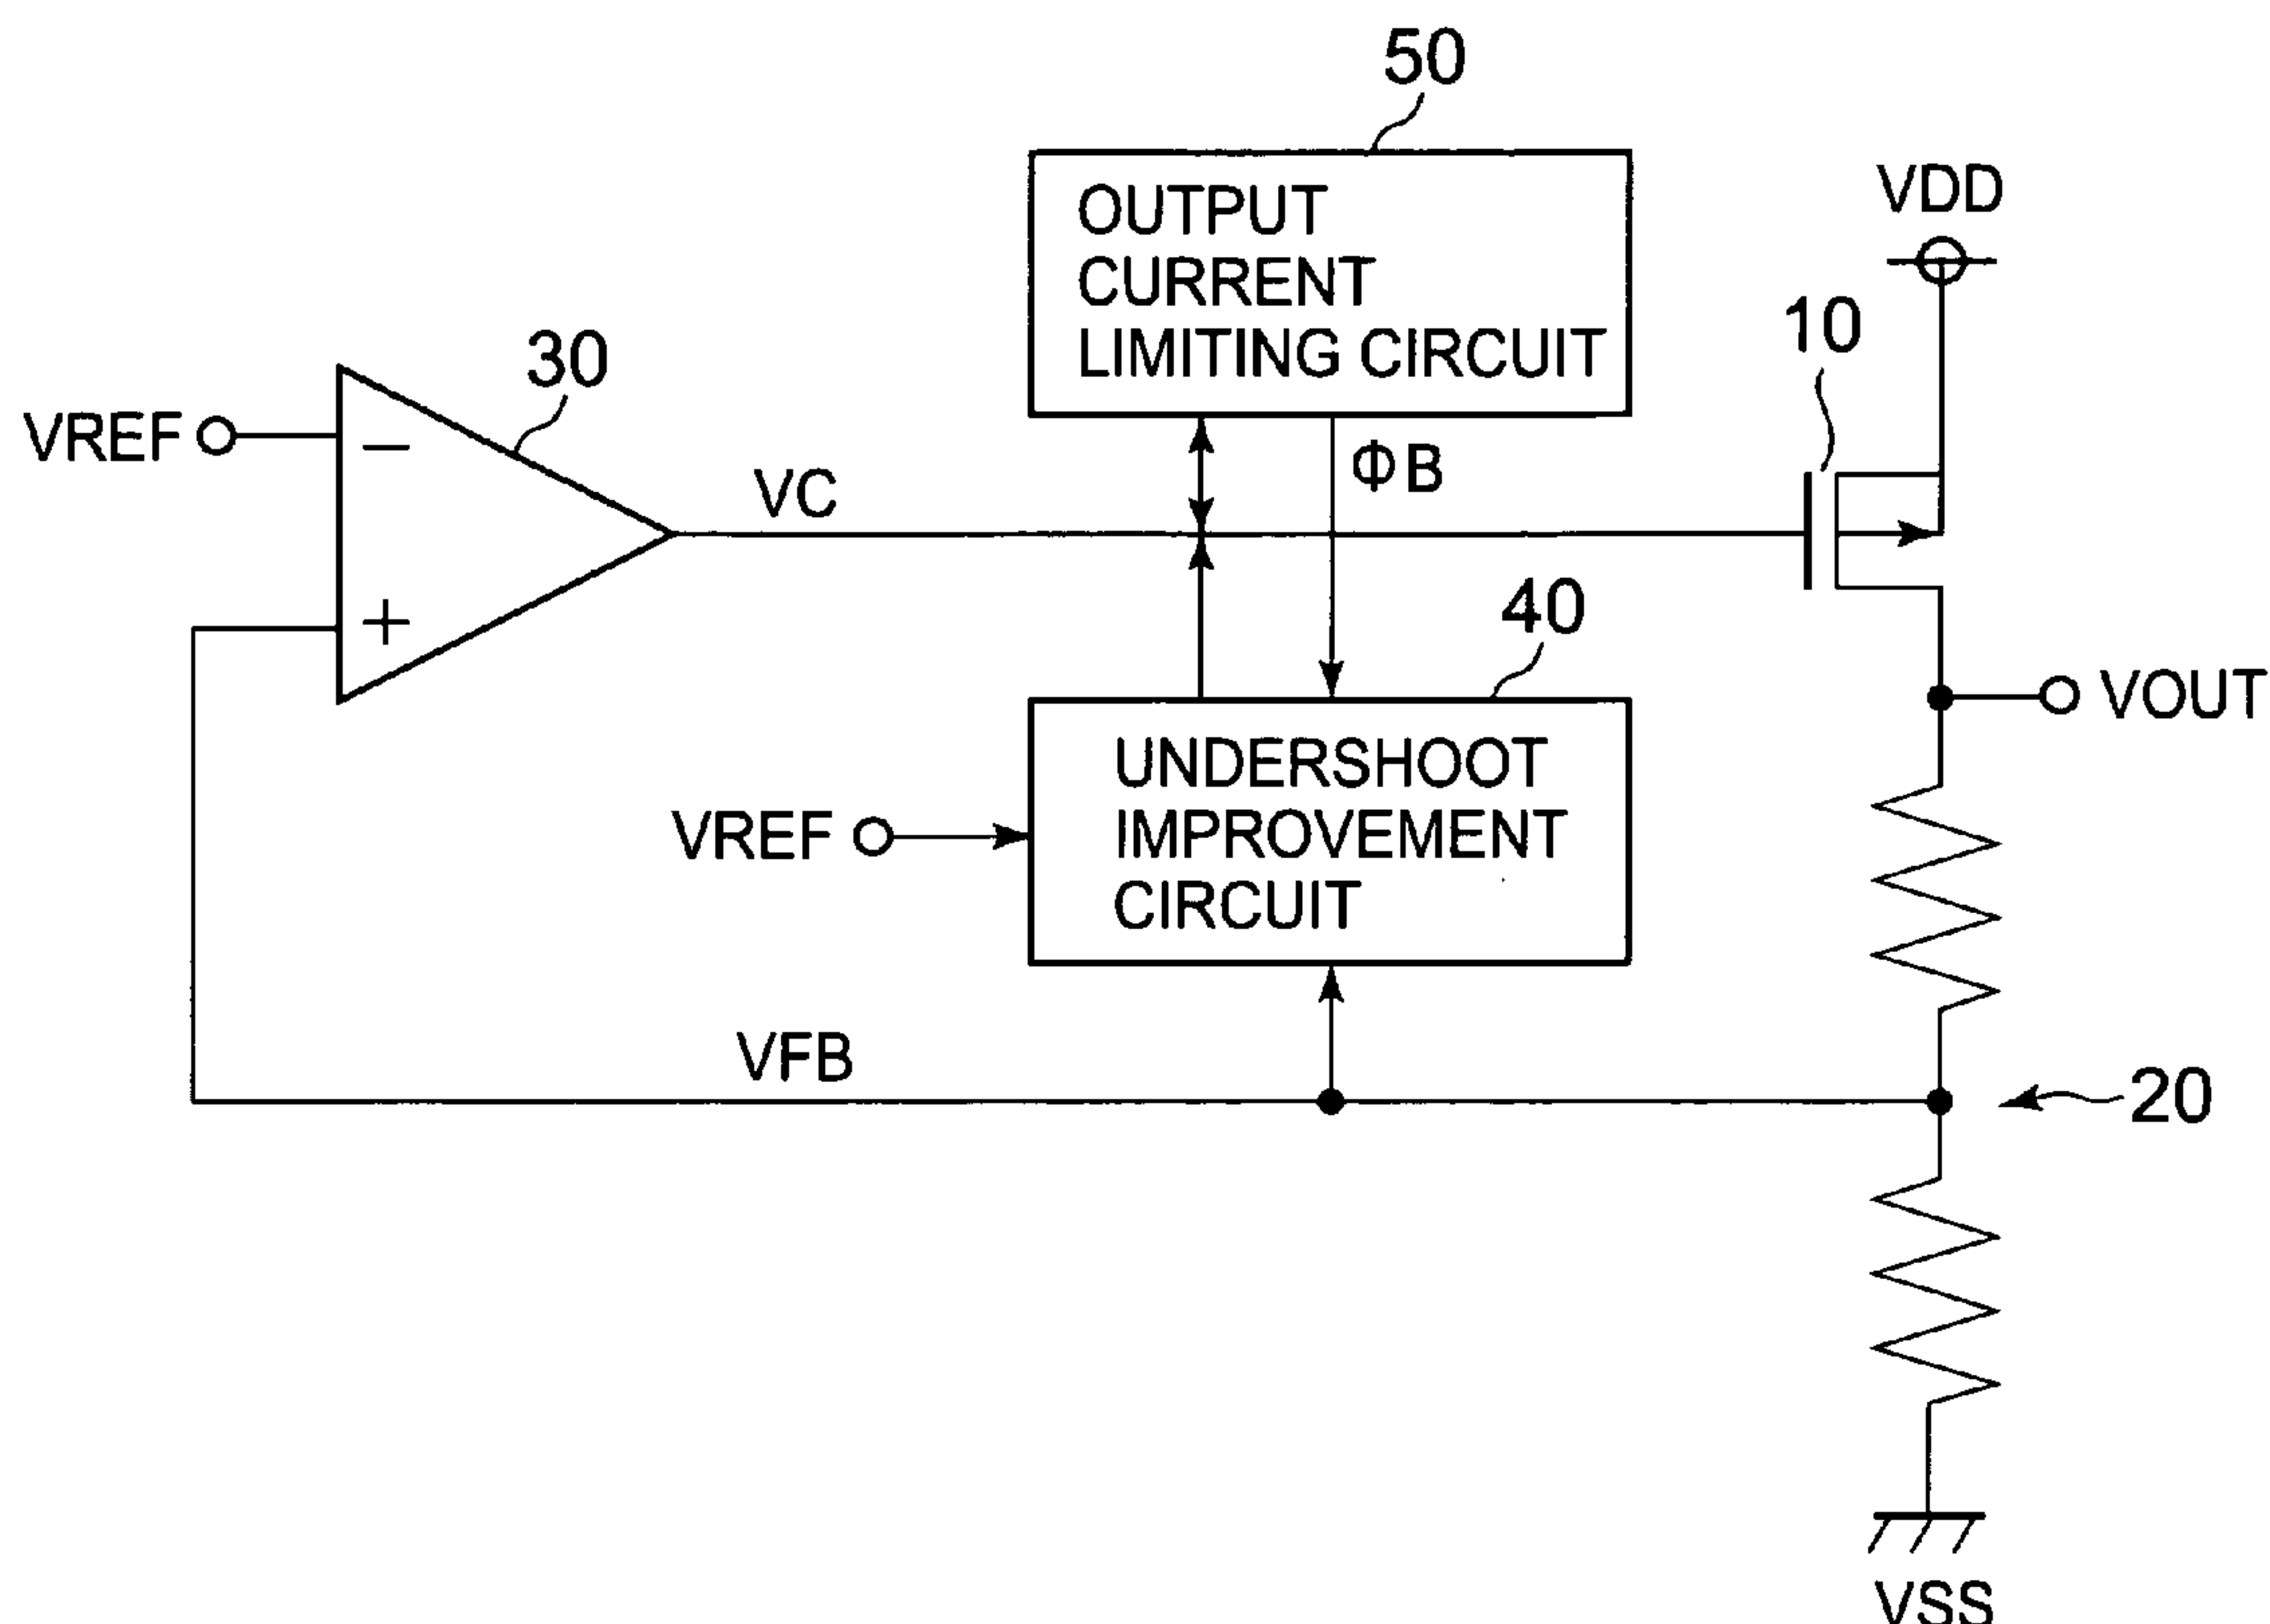 50
OUTPUT
CURRENT
LIMITING CIRCUIT
VDD
10
30
VREF
−
VC
ΦB
+
40
VOUT
UNDERSHOOT
IMPROVEMENT
CIRCUIT
VREF
VFB
20
VSS